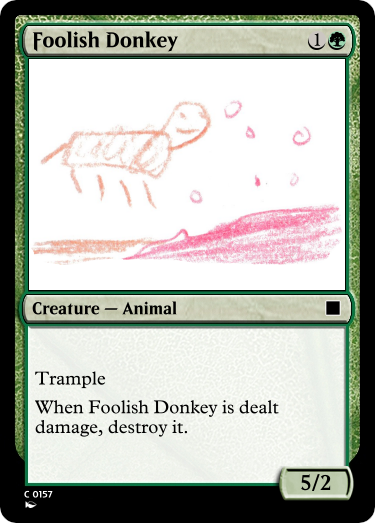 Foolish Donkey 1
Creature — Animal
Trample
When Foolish Donkey is dealt
damage, destroy it.
5/2
C 0157